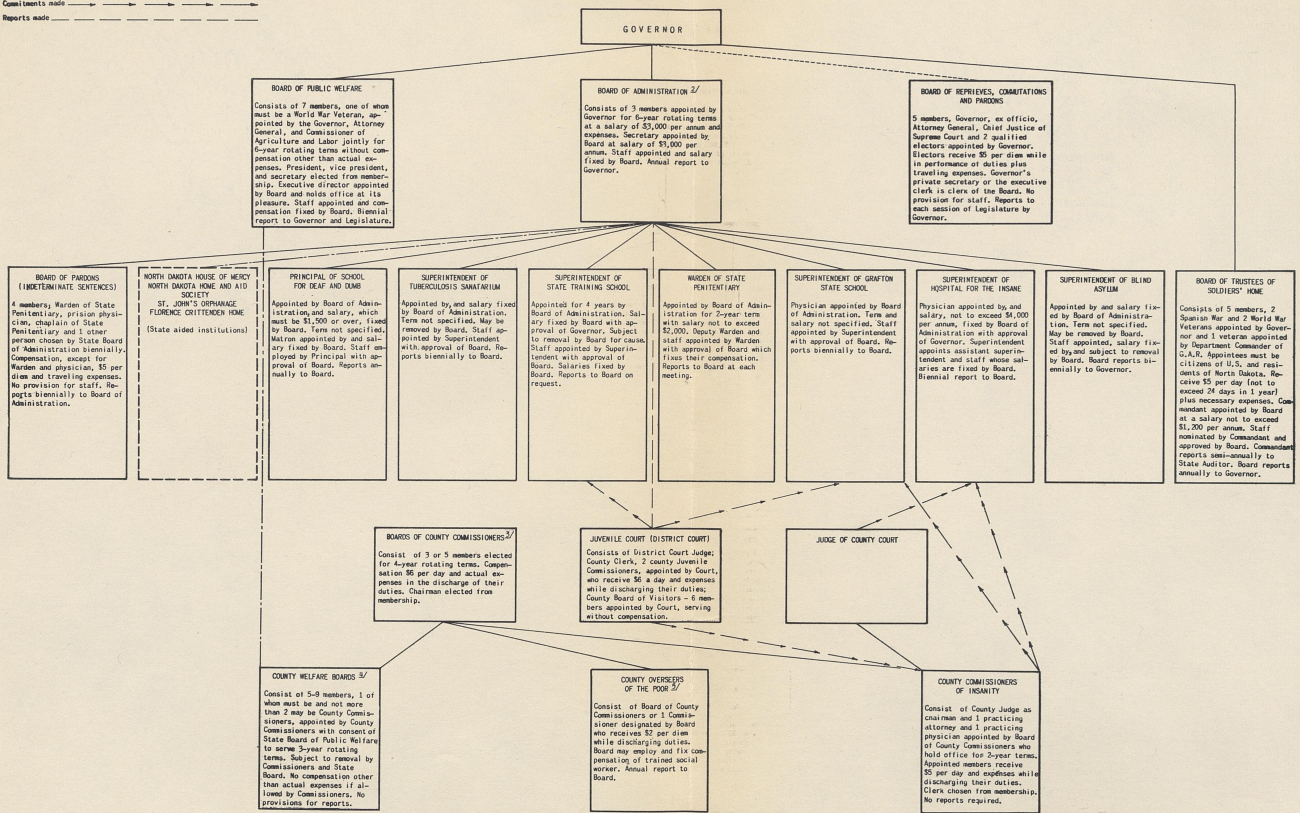 Commitments made
Reports made
GOVERNOR
BOARD OF PUBLIC WELFARE
Consists of 7 members, one of whom
must be a World War Veteran, ap-
pointed by the Governor, Attorney
General, and Commissioner of
Agriculture and Labor jointly for
6-year rotating terms without com-
pensation other than actual ex-
penses. President, vice president,
and secretary elected from member-
ship. Executive director appointed
by Board and holds office at its
pleasure. Staff appointed and com-
pensation fixed by Board. Biennial
report to Governor and Legislature.
BOARD OF ADMINISTRATION 2/
Consists of 3 members appointed by
Governor for 6-year rotating terms
at a salary of $3,000 per annum and
expenses. Secretary appointed by
Board at salary of $3,000 per
annum. Staff appointed and salary
fixed by Board. Annual report to
Governor.
BOARD OF REPRIEVES, COMMUTATIONS
AND PARDONS
5 members, Governor, ex officio,
Attorney General, Chief Justice of
Supreme Court and 2 qualified
electors appointed by Governor.
Electors receive $5 per diem while
in performance of duties plus
traveling expenses. Governor's
private secretary or the executive
clerk is clerk of the Board. No
provision for staff. Reports to
each session of Legislature by
Governor.
BOARD OF PARDONS
(INDETERMINATE SENTENCES)
4 members; Warden of State
Penitentiary, prision physi-
cian, chaplain of State
Penitentiary and 1 other
person chosen by State Board
of Administration biennially.
Compensation, except for
Warden and physician, $5 per
diem and traveling expenses.
No provision for staff. Re-
ports biennially to Board of
Administration.
NORTH DAKOTA HOUSE OF MERCY
NORTH DAKOTA HOME AND AID
SOCIETY
ST. JOHN'S ORPHANAGE
FLORENCE CRITTENDEN HOME
(State aided institutions)
PRINCIPAL OF SCHOOL
FOR DEAF AND DUMB
Appointed by Board of Admin-
istration, and salary, which
must be $1,500 or over, fixed
by Board. Term not specified.
Matron appointed by and sal-
ary fixed by Board. Staff em-
ployed by Principal with ap-
proval of Board. Reports an-
nually to Board.
SUPERINTENDENT OF
TUBERCULOSIS SANATARIUM
Appointed by, and salary fixed
by Board of Administration.
Term not specified. May be
removed by Board. Staff ap-
pointed by Superintendent
with approval of Board. Re-
ports biennially to Board.
SUPERINTENDENT OF
STATE TRAINING SCHOOL
Appointed for 4 years by
Board of Administration. Sal-
ary fixed by Board with ap-
proval of Governor. Subject
to removal by Board for cause.
Staff appointed by Superin-
tendent with approval of
Board. Salaries fixed by
Board. Reports to Board on
request.
WARDEN OF STATE
PENITENTIARY
Appointed by Board of Admin-
istration for 2-year term
with salary not to exceed
$2,000. Deputy Warden and
staff appointed by Warden
with approval of Board which
fixes their compensation.
Reports to Board at each
meeting.
SUPERINTENDENT OF GRAFTON
STATE SCHOOL
Physician appointed by Board
of Administration. Term and
salary not specified. Staff
appointed by Superintendent
with approval of Board. Re-
ports biennially to Board.
SUPERINTENDENT OF
HOSPITAL FOR THE INSANE
Physician appointed by, and
salary, not to exceed $4,000
per annum, fixed by Board of
Administration with approval
of Governor. Superintendent
appoints assistant superin-
tendent and staff whose sal-
aries are fixed by Board.
Biennial report to Board.
SUPERINTENDENT OF BLIND
ASYLUM
Appointed by and salary fix-
ed by Board of Administra-
tion. Term not specified.
May be removed by Board.
Staff appointed, salary fix-
ed by, and subject to removal
by Board. Board reports bi-
ennially to Governor.
BOARD OF TRUSTEES OF
SOLDIERS' HOME
Consists of 5 members, 2
Spanish War and 2 World War
Veterans appointed by Gover-
nor and 1 veteran appointed
by Department Commander of
G.A.R. Appointees must be
citizens of U.S. and resi-
dents of North Dakota. Re-
ceive $5 per day (not to
exceed 24 days in 1 year)
plus necessary expenses. Com-
mandant appointed by Board
at a salary not to exceed
$1,200 per annum. Staff
nominated by Commandant and
approved by Board. Commandant
reports semi-annually to
State Auditor. Board reports
annually to Governor.
BOARDS OF COUNTY COMMISSIONERS 3/
Consist of 3 or 5 members elected
for 4-year rotating terms. Compen-
sation $6 per day and actual ex-
penses in the discharge of their
duties. Chairman elected from
membership.
JUVENILE COURT (DISTRICT COURT)
Consists of District Court Judge;
County Clerk, 2 county Juvenile
Commissioners, appointed by Court,
who receive $6 a day and expenses
while discharging their duties;
County Board of Visitors - 6 mem-
bers appointed by Court, serving
without compensation.
JUDGE OF COUNTY COURT
COUNTY WELFARE BOARDS 4/
Consist of 5-9 members, 1 of
whom must be and not more
than 2 may be County Commis-
sioners, appointed by County
Commissioners with consent of
State Board of Public Welfare
to serve 3-year rotating
terms. Subject to removal by
Commissioners and State
Board. No compensation other
than actual expenses if al-
lowed by Commissioners. No
provisions for reports.
COUNTY OVERSEERS
OF THE POOR 5/
Consist of Board of County
Commissioners or 1 Commis-
sioner designated by Board
who receives $2 per diem
while discharging duties.
Board may employ and fix com-
pensation of trained social
worker. Annual report to
Board.
COUNTY COMMISSIONERS
OF INSANITY
Consist of County Judge as
chairman and 1 practicing
attorney and 1 practicing
physician appointed by Board
of County Commissioners who
hold office for 2-year terms.
Appointed members receive
$5 per day and expenses while
discharging their duties.
Clerk chosen from membership.
No reports required.